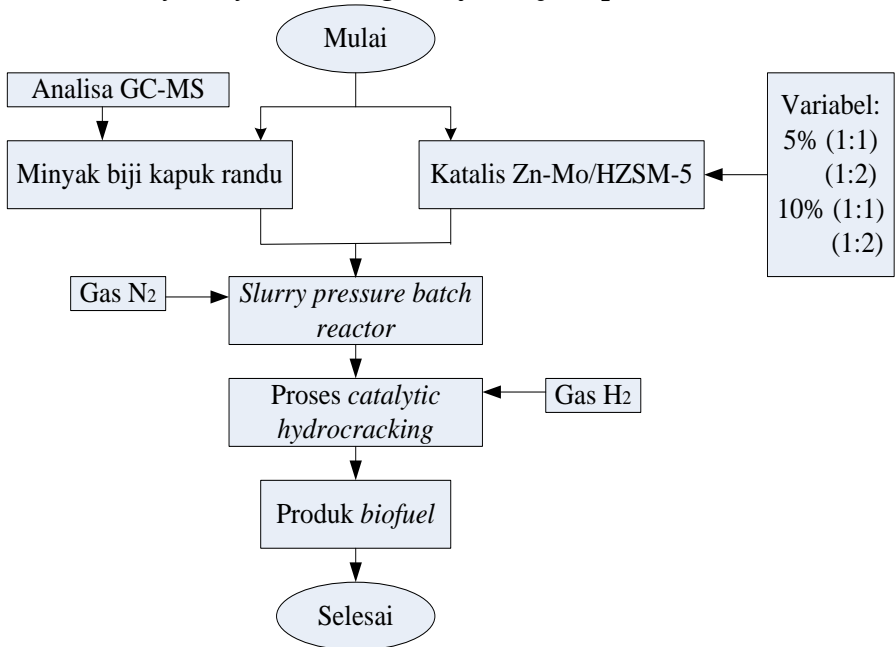 Mulai
Analisa GC-MS
Minyak biji kapuk randu
Katalis Zn-Mo/HZSM-5
Variabel:
5% (1:1)
(1:2)
10% (1:1)
(1:2)
Gas N2
Slurry pressure batch
reactor
Proses catalytic
hydrocracking
Gas H2
Produk biofuel
Selesai